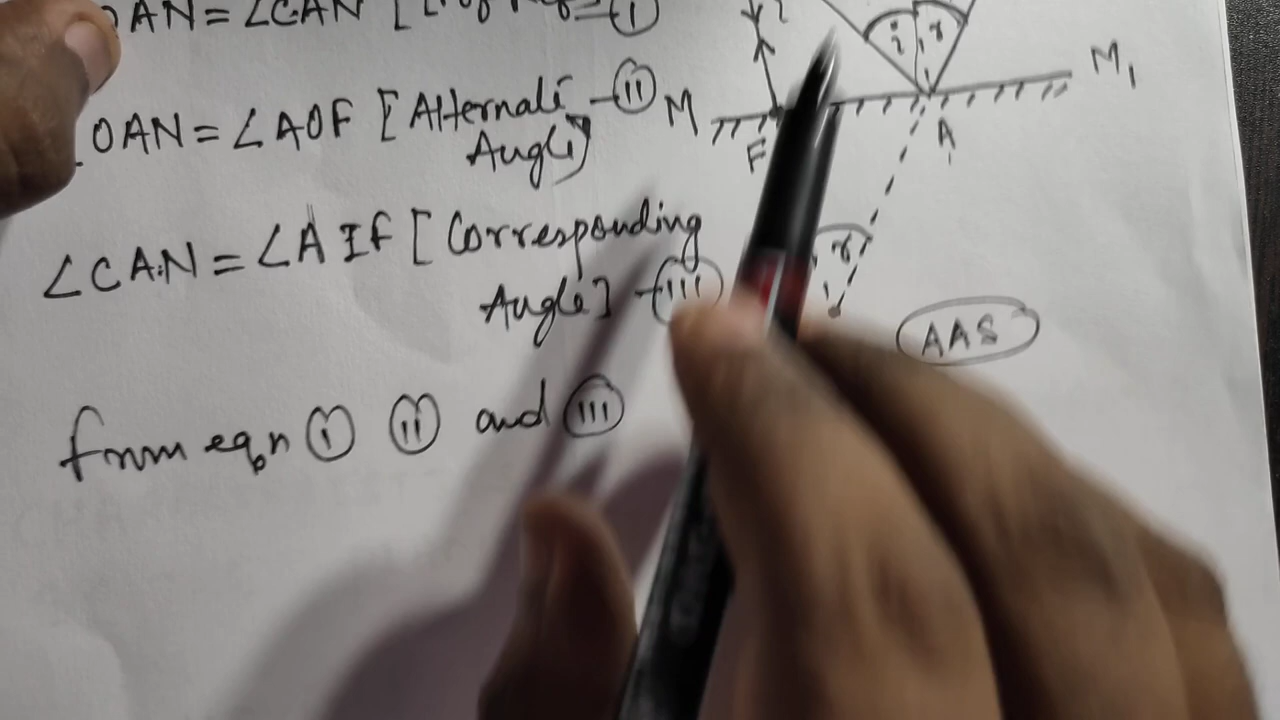 OAN = ∠CAN [ — (I)
i r
M₁
OAN = ∠AOF [Alternate — (II)
Angle]
M
F
A
∠CAN = ∠AIF [Corresponding
Angle] — (III)
r
AAS
from eqn (I) (II) and (III)